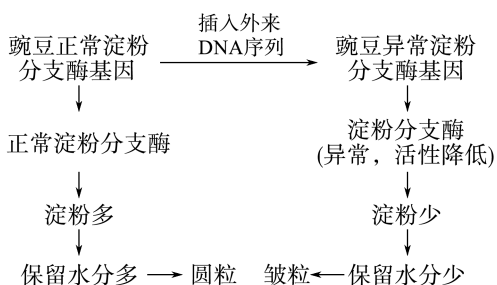 插入外来
DNA序列
豌豆正常淀粉
分支酶基因
豌豆异常淀粉
分支酶基因
正常淀粉分支酶
淀粉分支酶
(异常，活性降低)
淀粉多
淀粉少
保留水分多
圆粒
皱粒
保留水分少